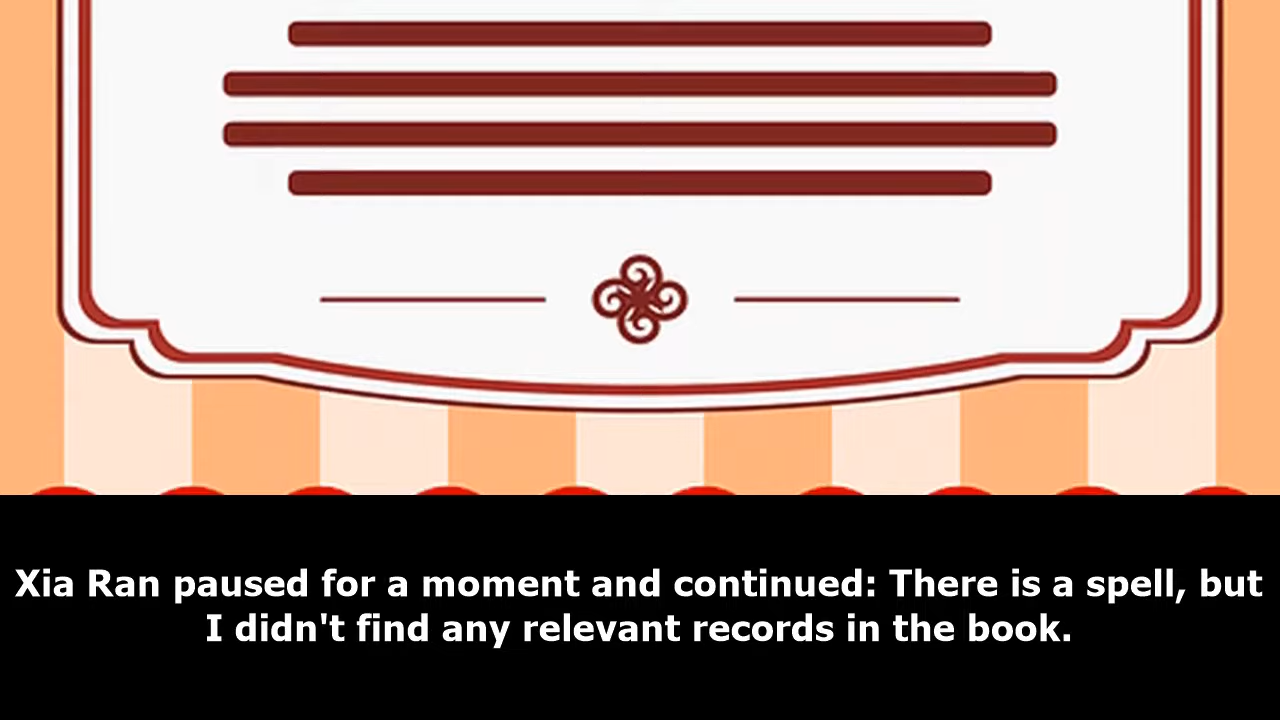 Xia Ran paused for a moment and continued: There is a spell, but
I didn't find any relevant records in the book.